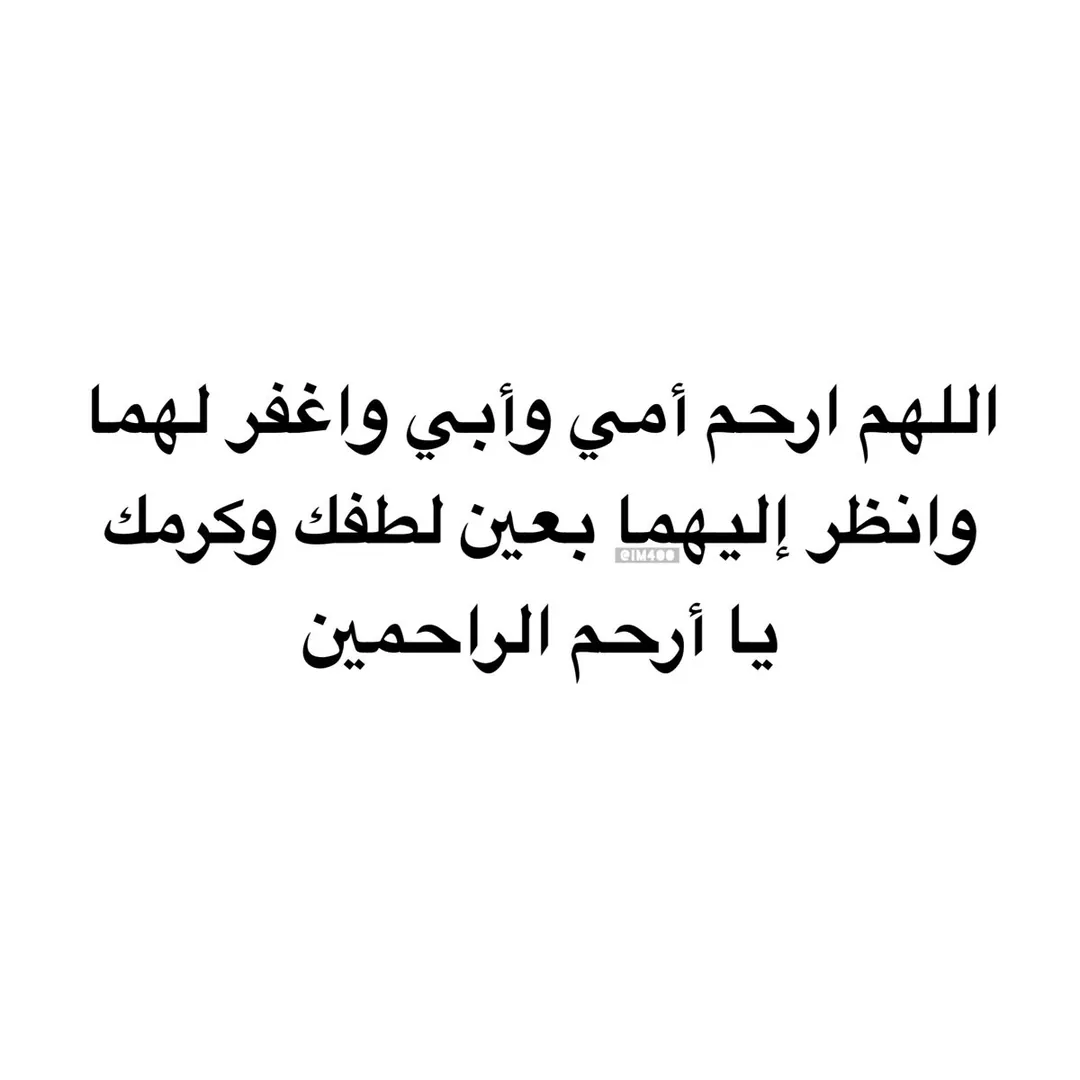 اللهم ارحم أمي وأبي واغفر لهما
وانظر إليهما بعين لطفك وكرمك
@IM400
يا أرحم الراحمين